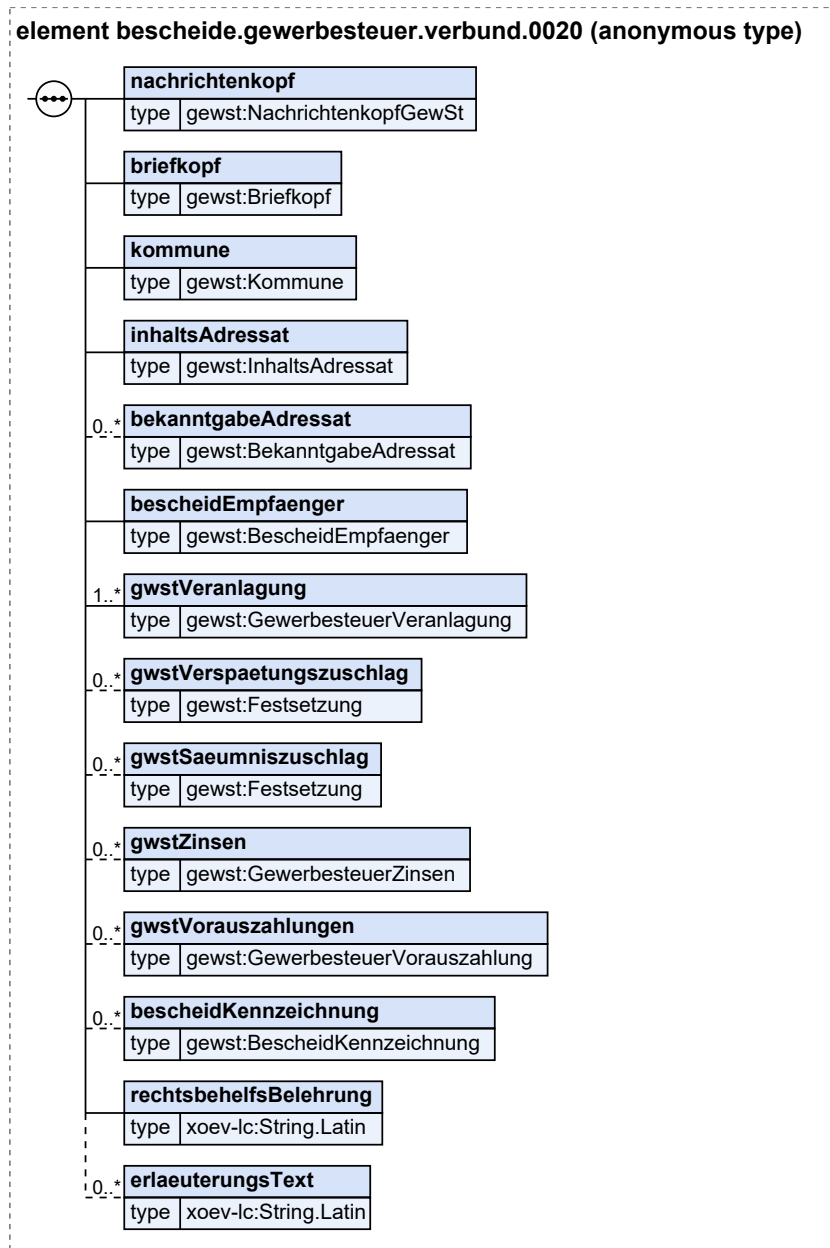 element bescheide.gewerbesteuer.verbund.0020 (anonymous type)
nachrichtenkopf
type gewst:NachrichtenkopfGewSt
briefkopf
type gewst:Briefkopf
kommune
type gewst:Kommune
inhaltsAdressat
type gewst:InhaltsAdressat
0..* bekanntgabeAdressat
type gewst:BekanntgabeAdressat
bescheidEmpfaenger
type gewst:BescheidEmpfaenger
1..* gwstVeranlagung
type gewst:GewerbesteuerVeranlagung
0..* gwstVerspaetungszuschlag
type gewst:Festsetzung
0..* gwstSaeumniszuschlag
type gewst:Festsetzung
0..* gwstZinsen
type gewst:GewerbesteuerZinsen
0..* gwstVorauszahlungen
type gewst:GewerbesteuerVorauszahlung
0..* bescheidKennzeichnung
type gewst:BescheidKennzeichnung
rechtsbehelfsBelehrung
type xoev-lc:String.Latin
0..* erlaeuterungsText
type xoev-lc:String.Latin